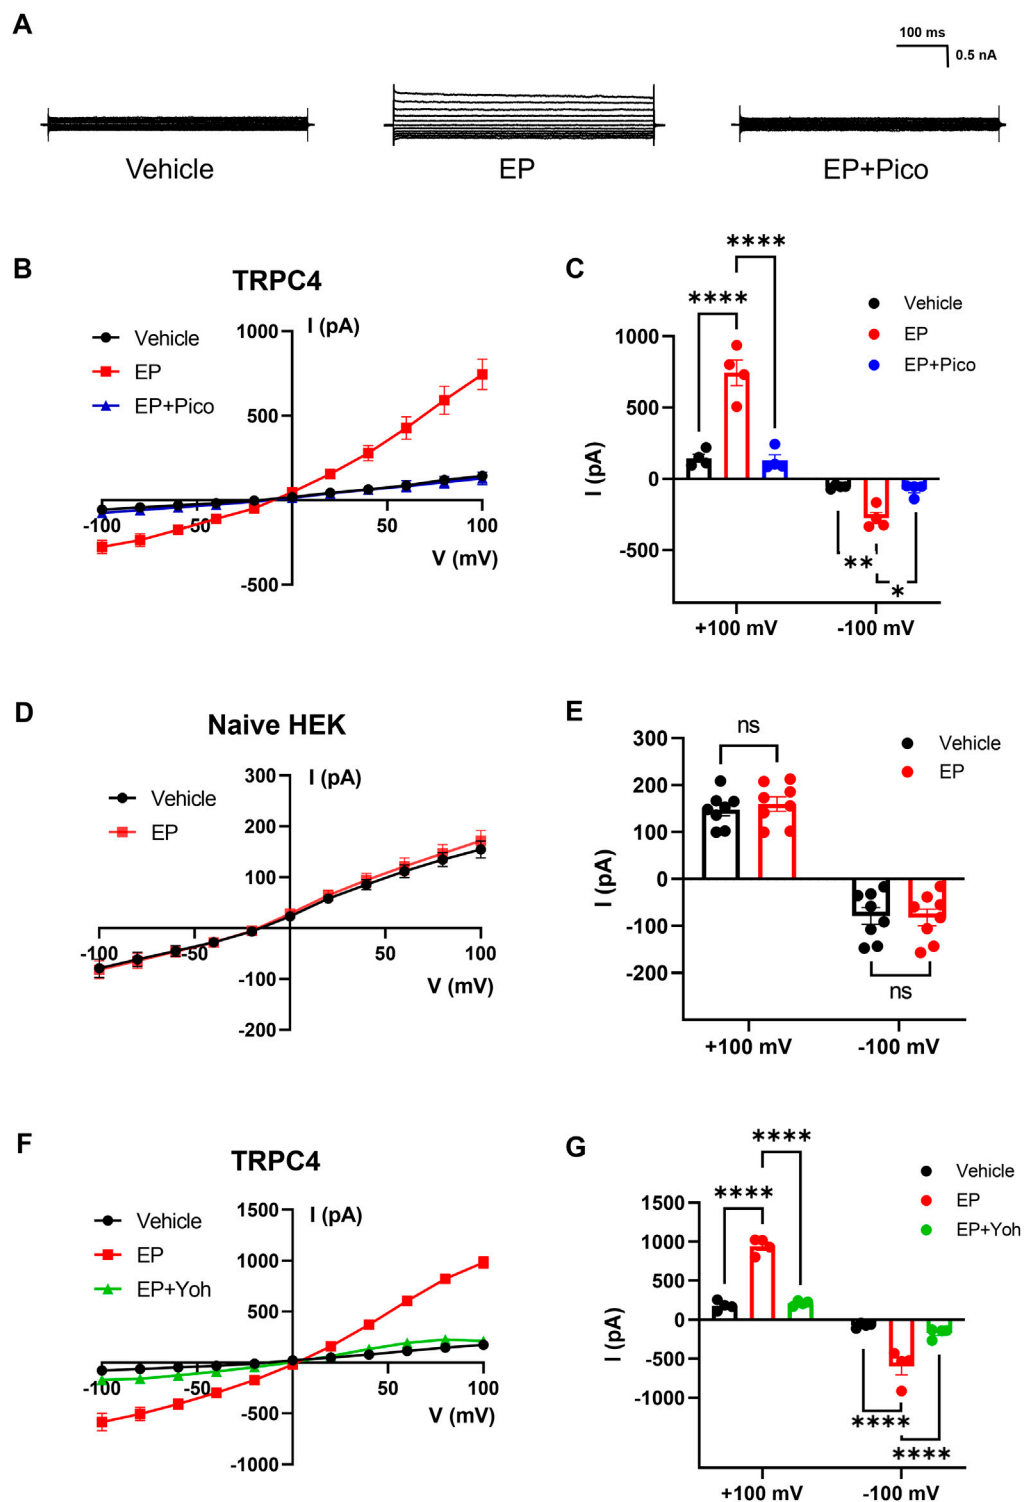 A
100 ms
0.5 nA
Vehicle
EP
EP+Pico
B
TRPC4
Vehicle
EP
EP+Pico
I (pA)
1000
500
-500
-100
-50
50
100
V (mV)
C
****
****
Vehicle
EP
EP+Pico
I (pA)
1000
500
0
-500
**
*
+100 mV
-100 mV
D
Naive HEK
Vehicle
EP
I (pA)
300
200
100
-100
-200
-100
-50
50
100
V (mV)
E
ns
Vehicle
EP
I (pA)
300
200
100
0
-100
-200
ns
+100 mV
-100 mV
F
TRPC4
Vehicle
EP
EP+Yoh
I (pA)
1500
1000
500
-500
-1000
-100
-50
50
100
V (mV)
G
****
****
Vehicle
EP
EP+Yoh
I (pA)
1500
1000
500
0
-500
-1000
****
****
+100 mV
-100 mV